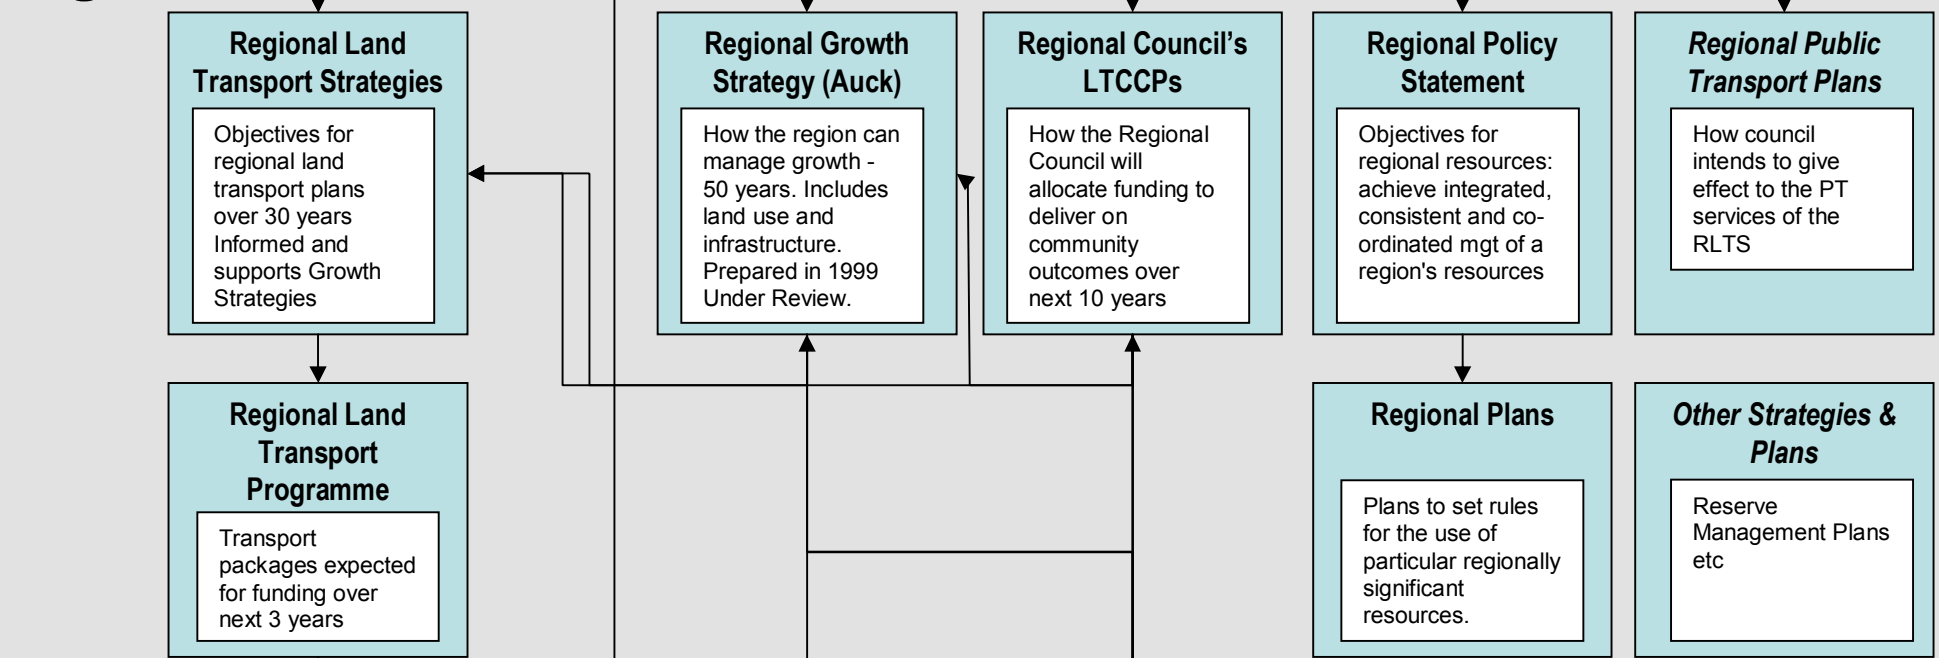 Regional Land
Transport Strategies
Objectives for
regional land
transport plans
over 30 years
Informed and
supports Growth
Strategies
Regional Growth
Strategy (Auck)
How the region can
manage growth -
50 years. Includes
land use and
infrastructure.
Prepared in 1999
Under Review.
Regional Council's
LTCCPs
How the Regional
Council will
allocate funding to
deliver on
community
outcomes over
next 10 years
Regional Policy
Statement
Objectives for
regional resources:
achieve integrated,
consistent and co-
ordinated mgt of a
region's resources
Regional Public
Transport Plans
How council
intends to give
effect to the PT
services of the
RLTS
Regional Land
Transport
Programme
Transport
packages expected
for funding over
next 3 years
Regional Plans
Plans to set rules
for the use of
particular regionally
significant
resources.
Other Strategies &
Plans
Reserve
Management Plans
etc